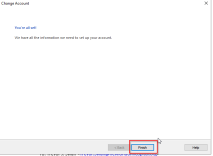 Change Account
You're all set!
We have all the information we need to set up your account.
Finish
Help